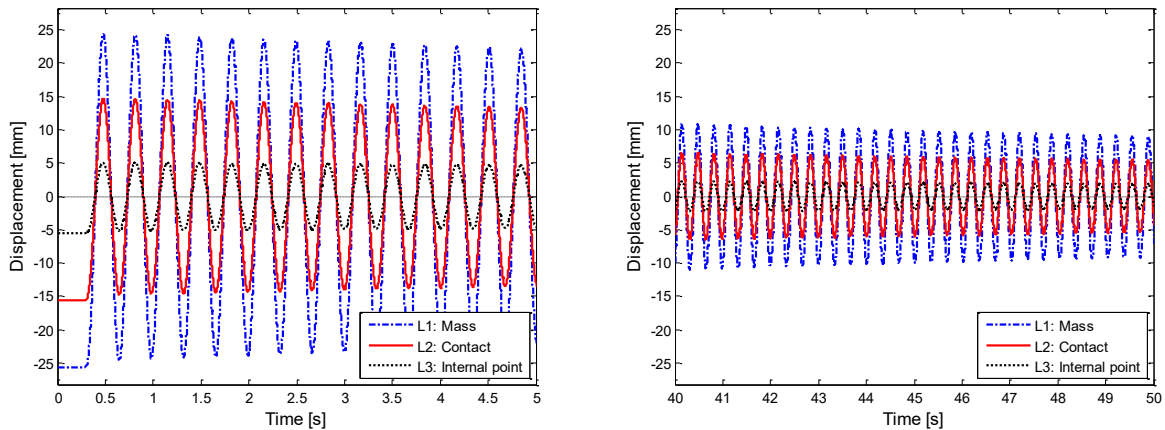 25
20
15
10
5
0
-5
-10
-15
-20
-25
Displacement [mm]
0 0.5 1 1.5 2 2.5 3 3.5 4 4.5 5
Time [s]
L1: Mass
L2: Contact
L3: Internal point
25
20
15
10
5
0
-5
-10
-15
-20
-25
Displacement [mm]
40 41 42 43 44 45 46 47 48 49 50
Time [s]
L1: Mass
L2: Contact
L3: Internal point